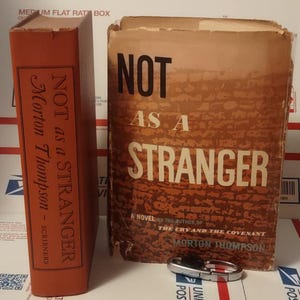 MEDIUM FLAT RATE BOX
NOT as a STRANGER
Morton Thompson - SCRIBNERS
NOT
AS A
STRANGER
A NOVEL BY THE AUTHOR OF
THE CRY AND THE COVENANT
MORTON THOMPSON